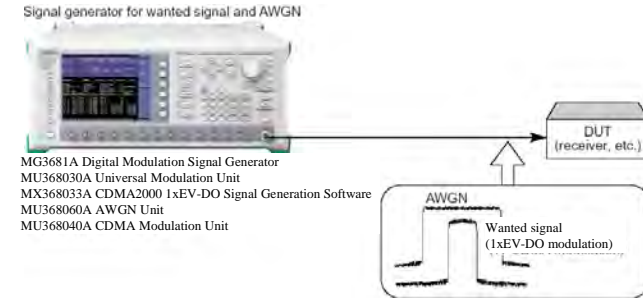 Signal generator for wanted signal and AWGN
DUT
(receiver, etc.)
MG3681A Digital Modulation Signal Generator
MU368030A Universal Modulation Unit
MX368033A CDMA2000 1xEV-DO Signal Generation Software
MU368060A AWGN Unit
MU368040A CDMA Modulation Unit
AWGN
Wanted signal
(1xEV-DO modulation)